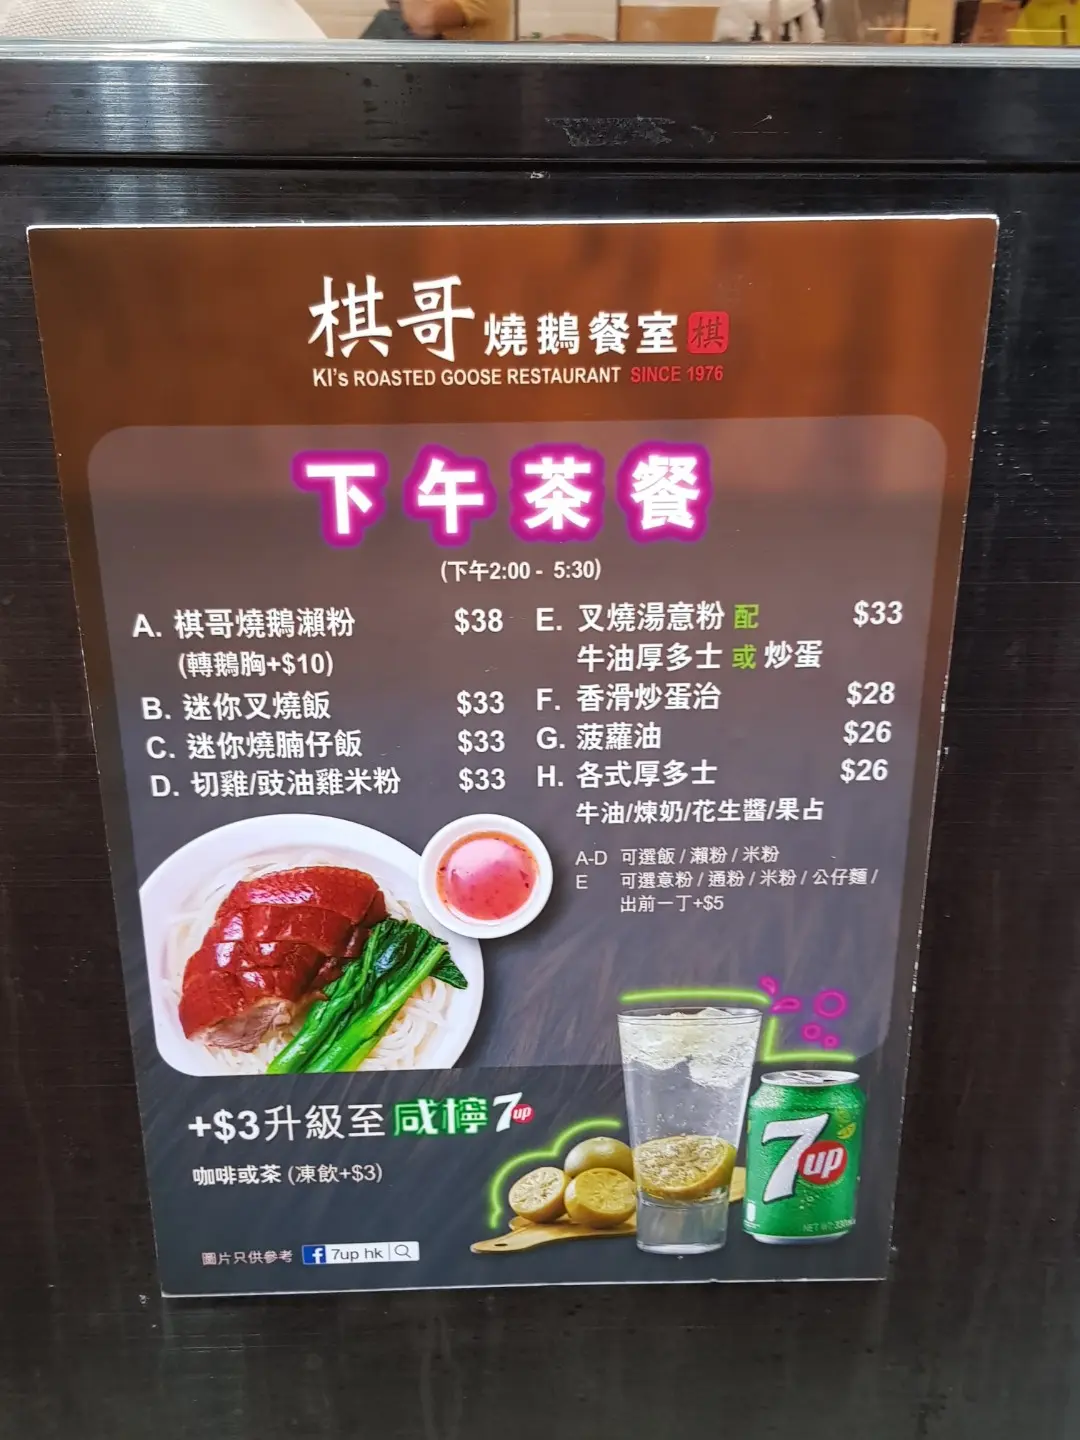 棋哥 燒鵝餐室 棋
KI's ROASTED GOOSE RESTAURANT SINCE 1976
下午茶餐
(下午2:00 - 5:30)
A. 棋哥燒鵝瀨粉 $38
(轉鵝胸+$10)
B. 迷你叉燒飯 $33
C. 迷你燒腩仔飯 $33
D. 切雞/豉油雞米粉 $33
E. 叉燒湯意粉 配 $33
牛油厚多士 或 炒蛋
F. 香滑炒蛋治 $28
G. 菠蘿油 $26
H. 各式厚多士 $26
牛油/煉奶/花生醬/果占
A-D 可選飯 / 瀨粉 / 米粉
E 可選意粉 / 通粉 / 米粉 / 公仔麵 /
出前一丁+$5
+$3升級至 咸檸7up
咖啡或茶 (凍飲+$3)
圖片只供參考 f 7up hk
7up